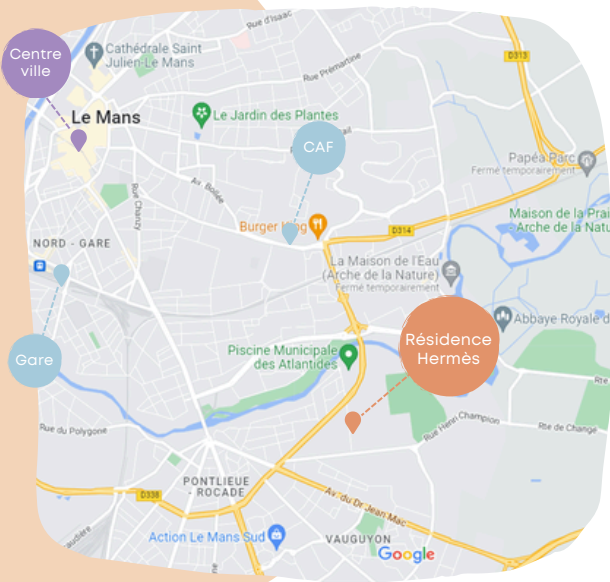 Rue d'Isaac
Centre
ville
Cathédrale Saint
Julien-Le Mans
D313
Rue Prémartine
Le Mans
Le Jardin des Plantes
CAF
Papéa Parc
Fermé temporairement
Av. Bollée
Rue Chanzy
Maison de la Prai
- Arche de la Natu
Burger King
D314
NORD - GARE
La Maison de l'Eau
(Arche de la Nature)
Fermé temporairement
Abbaye Royale d
Résidence
Hermès
Gare
Piscine Municipale
des Atlantides
Rte
Rue du Polygone
Rue Henri Champion
Rte de Change
PONTLIEUE
- ROCADE
D338
Av. du Dr Jean Mac
Action Le Mans Sud
VAUGUYON
Google